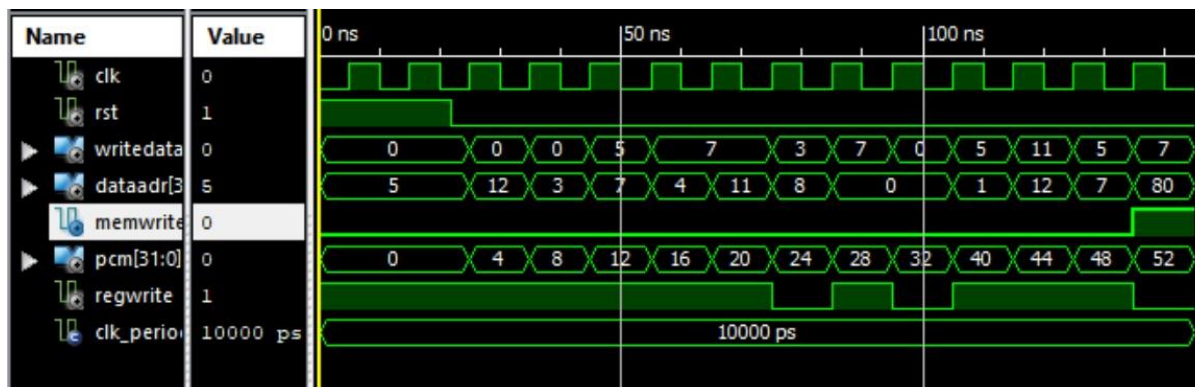 Name Value 0 ns 50 ns 100 ns
clk 0
rst 1
writedata 0 0 0 0 5 7 3 7 0 5 11 5 7
dataadr[3 5 5 12 3 7 4 11 8 0 1 12 7 80
memwrite 0
pcm[31:0] 0 0 4 8 12 16 20 24 28 32 40 44 48 52
regwrite 1
clk_perio 10000 ps 10000 ps